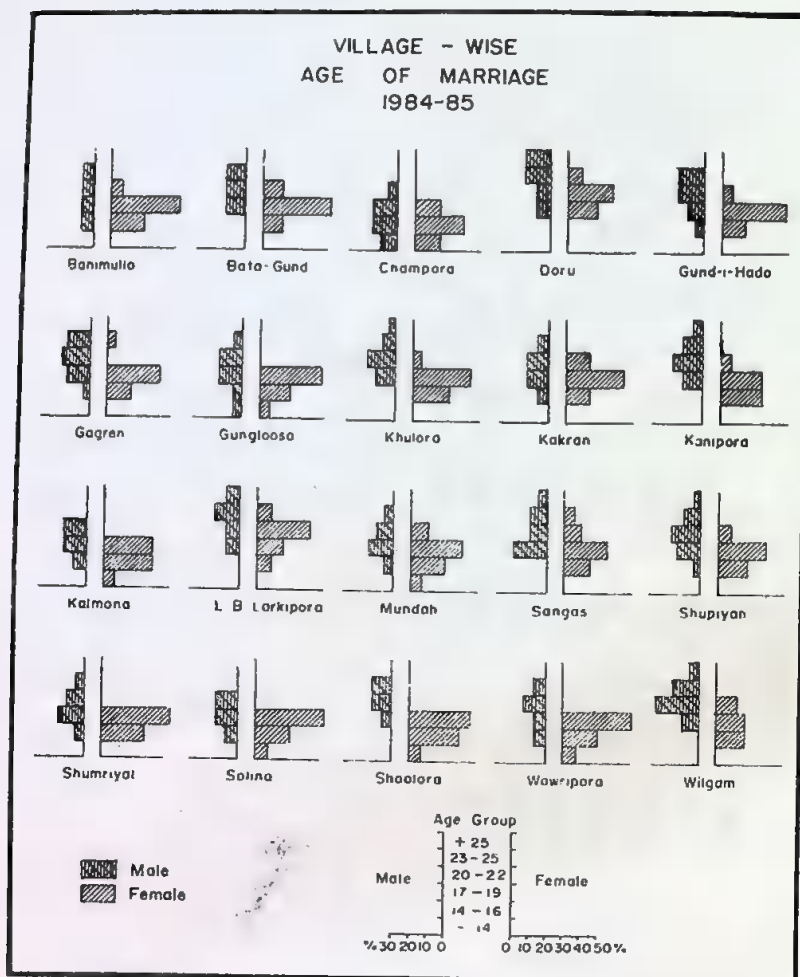 VILLAGE - WISE
AGE OF MARRIAGE
1984-85
Banimullo Bata-Gund Champora Doru Gund-i-Hado
Gagren Gungloosa Khulora Kakran Kanipora
Kalmona L B Larkipora Mundah Sangas Shupiyan
Shumriyal Solina Shaolora Wawripora Wilgam
Age Group
+ 25
23 - 25
Male 20 - 22 Female
17 - 19
14 - 16
- 14
Male
Female
% 30 20 10 0 0 10 20 30 40 50 %